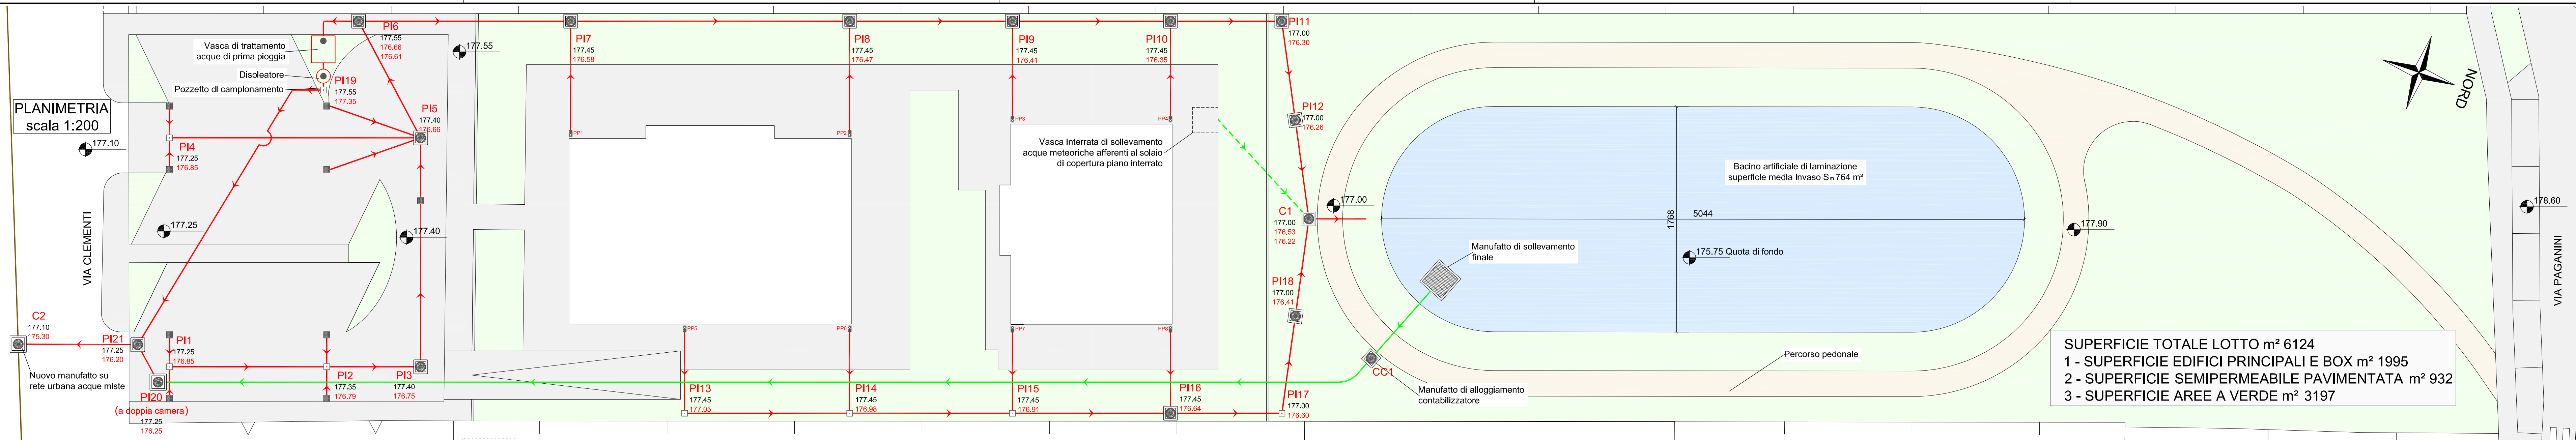 PLANIMETRIA
scala 1:200
177.10
VIA CLEMENTI
177.25
C2
177.10
175.30
Nuovo manufatto su
rete urbana acque miste
PI21
177.25
176.20
PI20
(a doppia camera)
177.25
176.25
PI1
177.25
176.85
PI2
177.35
176.79
PI3
177.40
176.75
PI4
177.25
176.85
177.40
PI5
177.40
176.66
PI19
177.55
177.35
Vasca di trattamento
acque di prima pioggia
Disoleatore
Pozzetto di campionamento
PI6
177.55
176.66
176.61
177.55
PI7
177.45
176.58
PP1
PI8
177.45
176.47
PP2
PI9
177.45
176.41
PP3
PI10
177,45
176.35
PP4
PI11
177.00
176,30
PI12
177.00
176.26
Vasca interrata di sollevamento
acque meteoriche afferenti al solaio
di copertura piano interrato
C1
177,00
176,53
176.22
177.00
PI18
177,00
176,41
PP5
PP6
PP7
PP8
PI13
177.45
177,05
PI14
177.45
176,98
PI15
177.45
176,91
PI16
177.45
176,64
PI17
177,00
176,60
CC1
Manufatto di alloggiamento
contabilizzatore
Manufatto di sollevamento
finale
Bacino artificiale di laminazione
superficie media invaso Sm 764 m²
1768
5044
175.75 Quota di fondo
Percorso pedonale
177.90
NORD
178.60
VIA PAGANINI
SUPERFICIE TOTALE LOTTO m² 6124
1 - SUPERFICIE EDIFICI PRINCIPALI E BOX m² 1995
2 - SUPERFICIE SEMIPERMEABILE PAVIMENTATA m² 932
3 - SUPERFICIE AREE A VERDE m² 3197